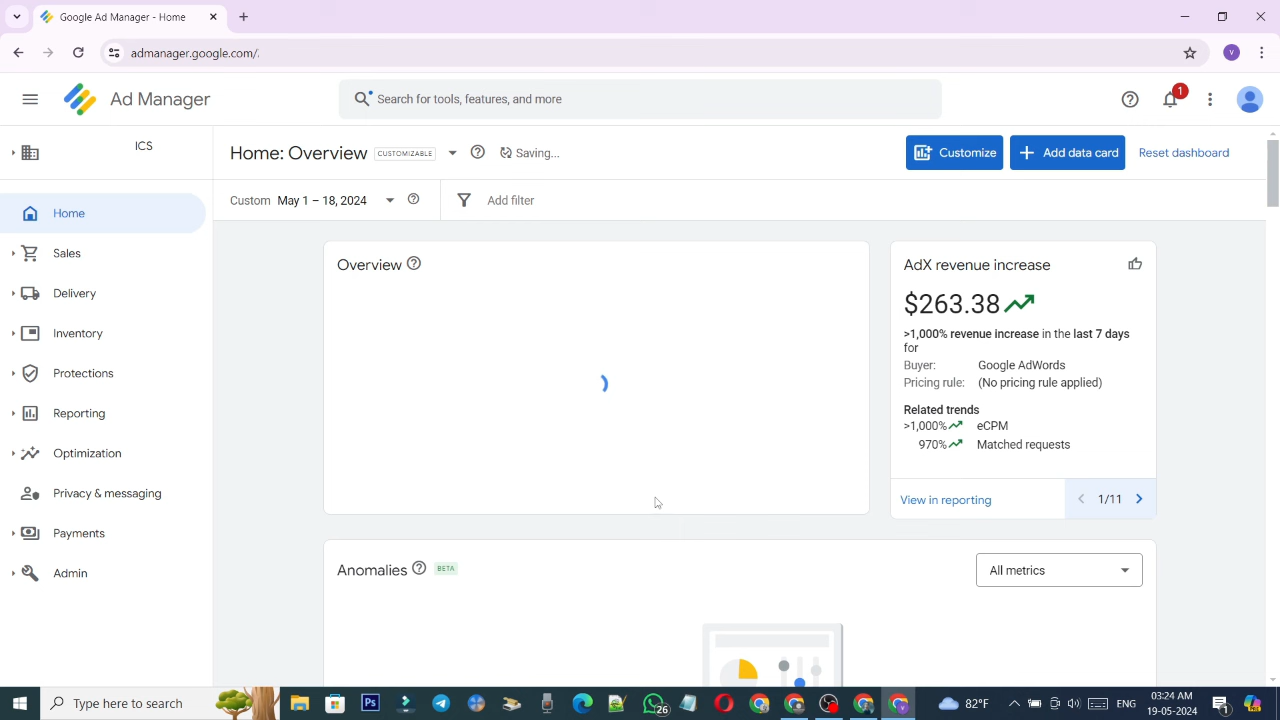 Google Ad Manager - Home
admanager.google.com/
V
Ad Manager
Search for tools, features, and more
1
ICS
Home: Overview CUSTOMIZABLE Saving... Customize Add data card Reset dashboard
Custom May 1 – 18, 2024 Add filter
Home
Sales
Delivery
Inventory
Protections
Reporting
Optimization
Privacy & messaging
Payments
Admin
Overview
AdX revenue increase
$263.38
>1,000% revenue increase in the last 7 days
for
Buyer: Google AdWords
Pricing rule: (No pricing rule applied)
Related trends
>1,000% eCPM
970% Matched requests
View in reporting 1/11
Anomalies BETA All metrics
Type here to search
Ps
26
82°F
ENG
03:24 AM
19-05-2024